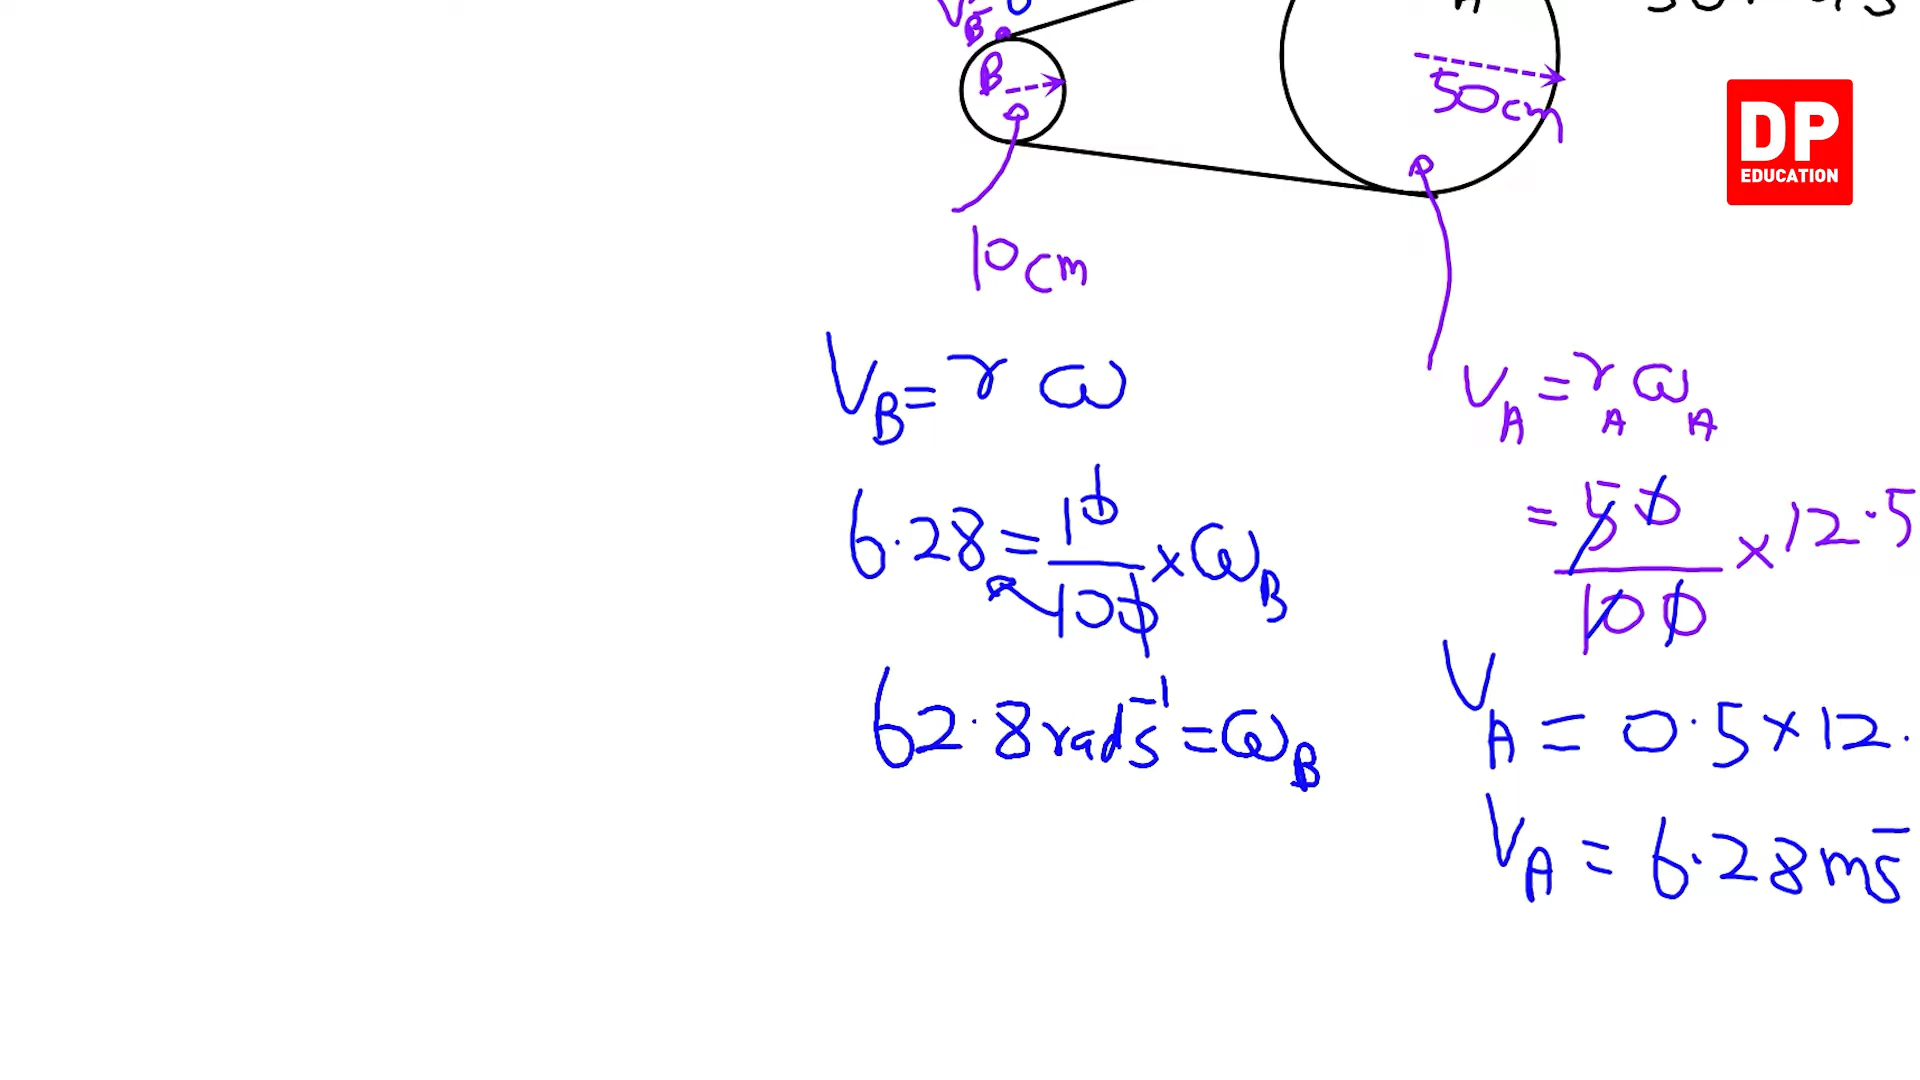 B
50cm
DP
EDUCATION
10cm
V_B = r ω
V_A = r_A ω_A
6.28 = 10/100 × ω_B
= 50/100 × 12.5
62.8 rads⁻¹ = ω_B
V_A = 0.5 × 12.
V_A = 6.28 ms⁻